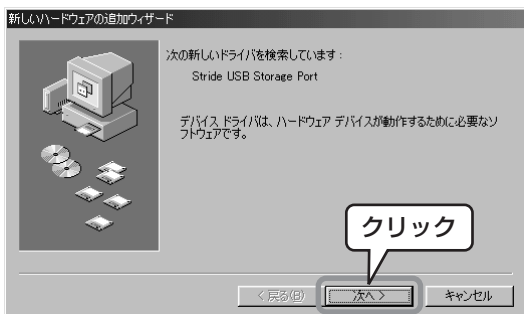 新しいハードウェアの追加ウィザード
次の新しいドライバを検索しています：
Stride USB Storage Port
デバイス ドライバは、ハードウェア デバイスが動作するために必要なソ
フトウェアです。
クリック
< 戻る(B)
次へ >
キャンセル